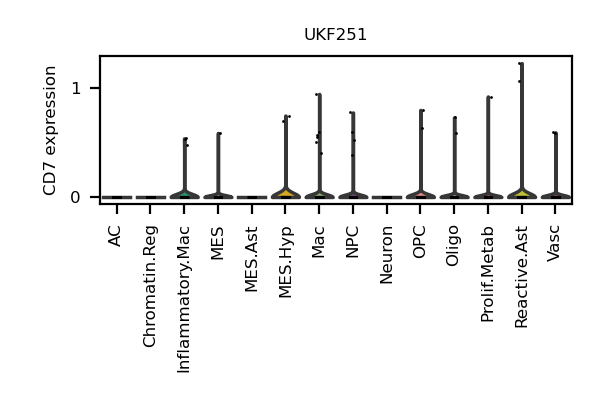 UKF251
CD7 expression
1
0
AC
Chromatin.Reg
Inflammatory.Mac
MES
MES.Ast
MES.Hyp
Mac
NPC
Neuron
OPC
Oligo
Prolif.Metab
Reactive.Ast
Vasc